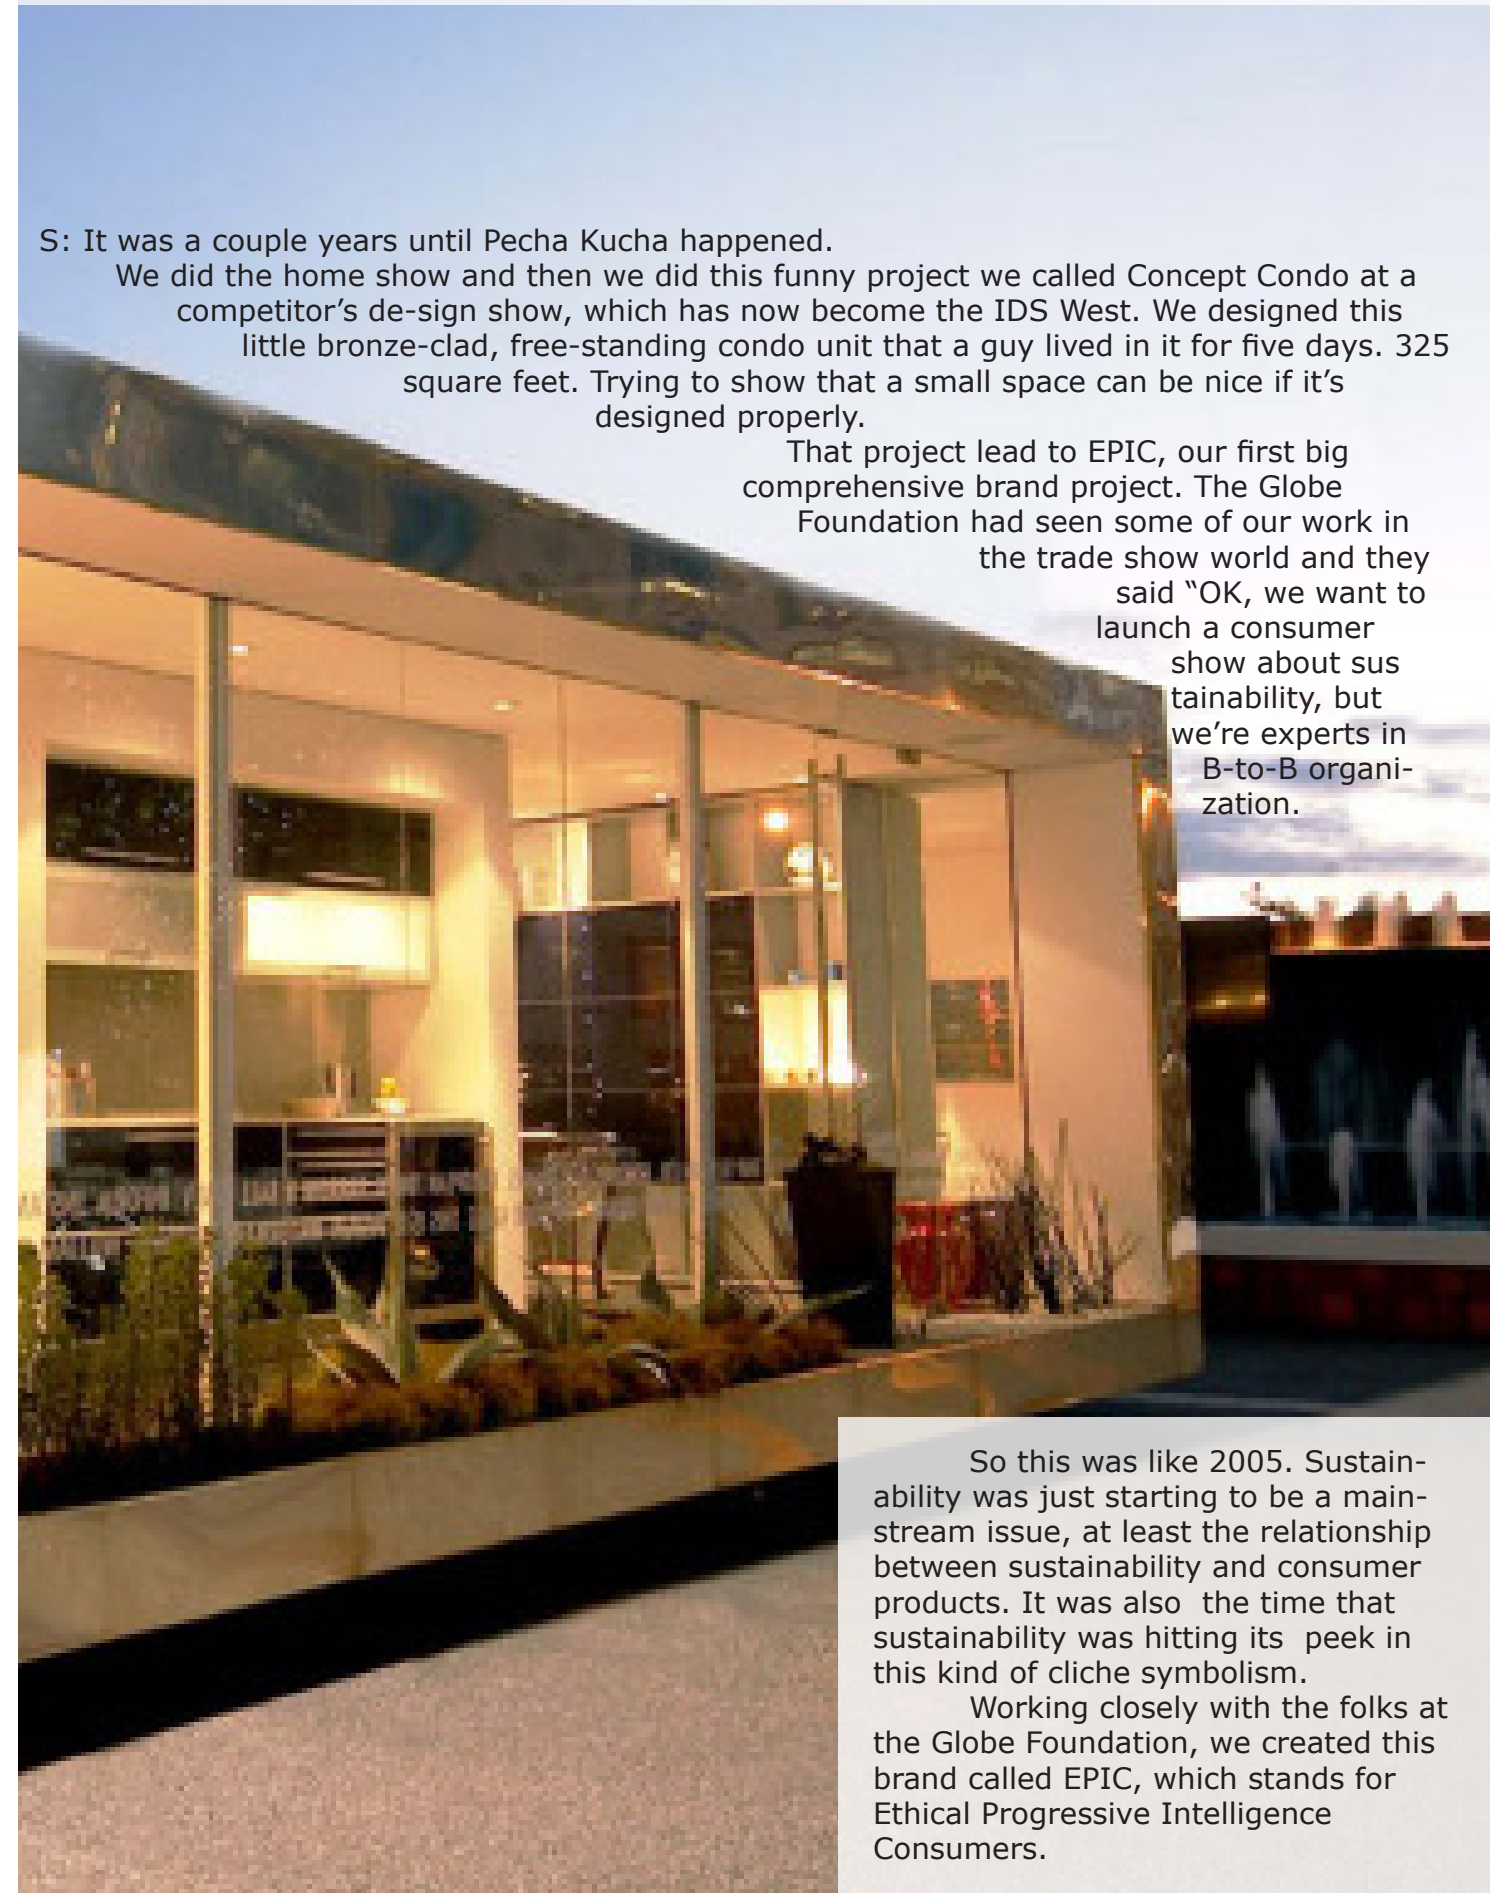 S: It was a couple years until Pecha Kucha happened.
We did the home show and then we did this funny project we called Concept Condo at a
competitor’s de-sign show, which has now become the IDS West. We designed this
little bronze-clad, free-standing condo unit that a guy lived in it for five days. 325
square feet. Trying to show that a small space can be nice if it’s
designed properly.
That project lead to EPIC, our first big
comprehensive brand project. The Globe
Foundation had seen some of our work in
the trade show world and they
said “OK, we want to
launch a consumer
show about sus
tainability, but
we’re experts in
B-to-B organi-
zation.
So this was like 2005. Sustain-
ability was just starting to be a main-
stream issue, at least the relationship
between sustainability and consumer
products. It was also  the time that
sustainability was hitting its  peek in
this kind of cliche symbolism.
Working closely with the folks at
the Globe Foundation, we created this
brand called EPIC, which stands for
Ethical Progressive Intelligence
Consumers.